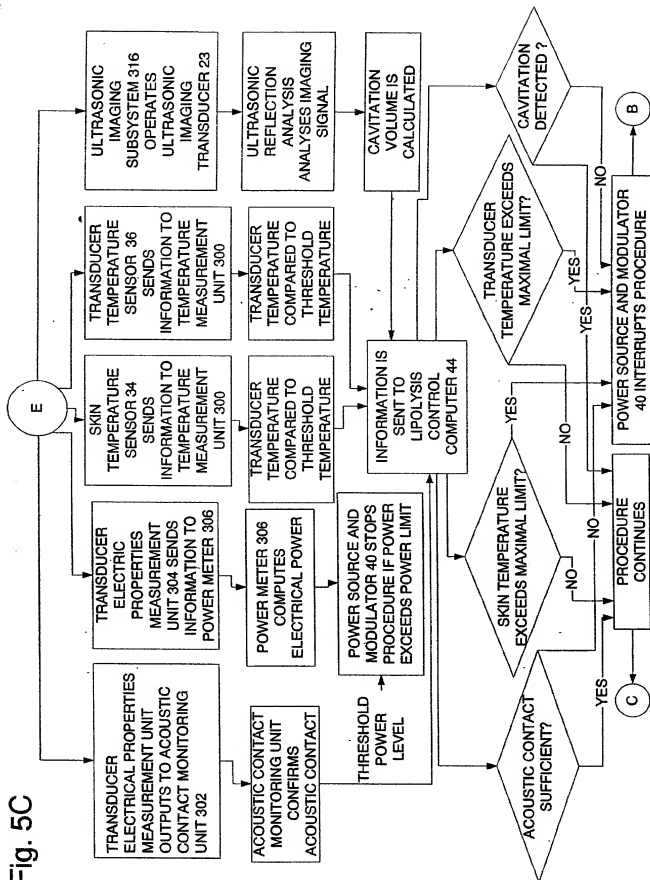 Fig. 5C
E
TRANSDUCER
ELECTRICAL PROPERTIES
MEASUREMENT UNIT
OUTPUTS TO ACOUSTIC
CONTACT MONITORING
UNIT 302
TRANSDUCER
ELECTRIC
PROPERTIES
MEASUREMENT
UNIT 304 SENDS
INFORMATION TO
POWER METER 306
SKIN
TEMPERATURE
SENSOR 34
SENDS
INFORMATION TO
TEMPERATURE
MEASUREMENT
UNIT 300
TRANSDUCER
TEMPERATURE
SENSOR 36
SENDS
INFORMATION TO
TEMPERATURE
MEASUREMENT
UNIT 300
ULTRASONIC
IMAGING
SUBSYSTEM 316
OPERATES
ULTRASONIC
IMAGING
TRANSDUCER 23
ACOUSTIC CONTACT
MONITORING UNIT
CONFIRMS
ACOUSTIC CONTACT
POWER METER 306
COMPUTES
ELECTRICAL POWER
TRANSDUCER
TEMPERATURE
COMPARED TO
THRESHOLD
TEMPERATURE
TRANSDUCER
TEMPERATURE
COMPARED TO
THRESHOLD
TEMPERATURE
ULTRASONIC
REFLECTION
ANALYSIS
ANALYSES IMAGING
SIGNAL
THRESHOLD
POWER
LEVEL
POWER SOURCE AND
MODULATOR 40 STOPS
PROCEDURE IF POWER
EXCEEDS POWER LIMIT
INFORMATION IS
SENT TO
LIPOLYSIS
CONTROL
COMPUTER 44
CAVITATION
VOLUME IS
CALCULATED
ACOUSTIC CONTACT
SUFFICIENT?
SKIN TEMPERATURE
EXCEEDS MAXIMAL LIMIT?
TRANSDUCER
TEMPERATURE EXCEEDS
MAXIMAL LIMIT?
CAVITATION
DETECTED ?
YES
NO
NO
YES
NO
YES
YES
NO
PROCEDURE
CONTINUES
POWER SOURCE AND MODULATOR
40 INTERRUPTS PROCEDURE
C
B